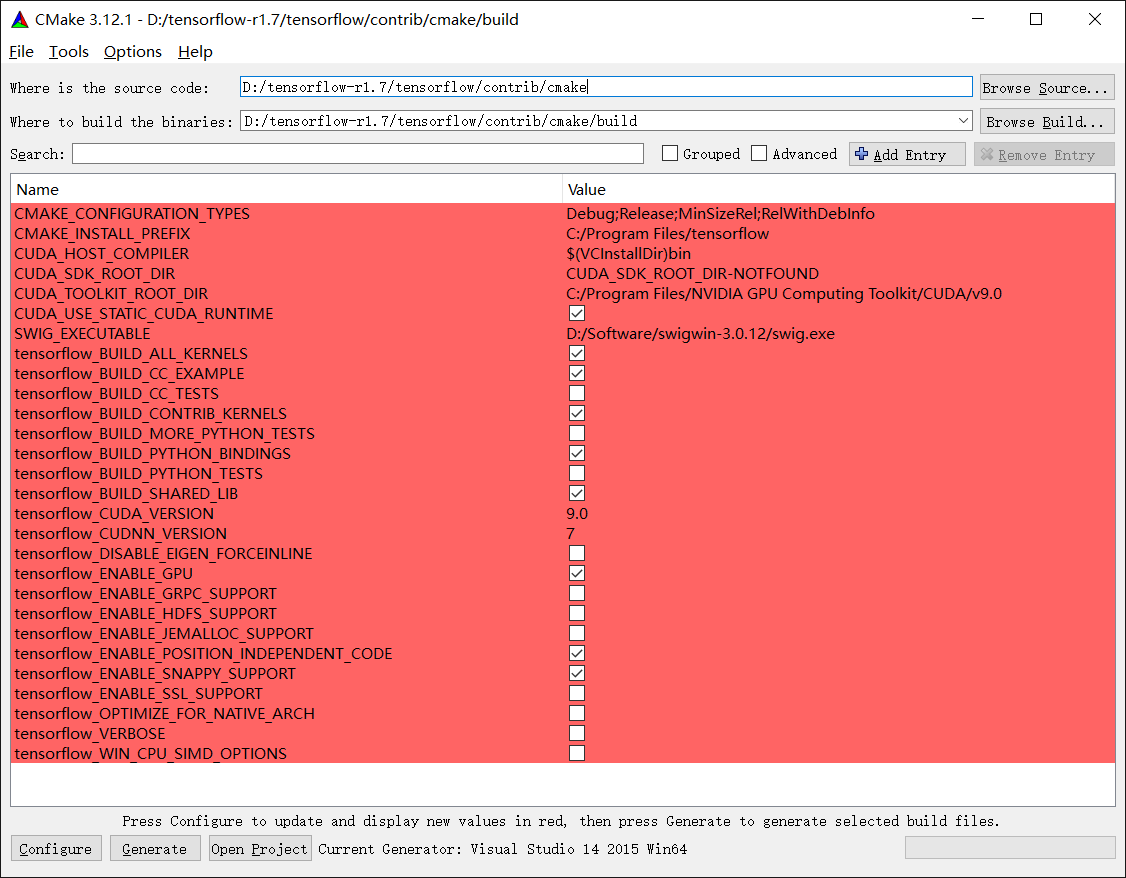 CMake 3.12.1 - D:/tensorflow-r1.7/tensorflow/contrib/cmake/build
File Tools Options Help
Where is the source code: D:/tensorflow-r1.7/tensorflow/contrib/cmake Browse Source...
Where to build the binaries: D:/tensorflow-r1.7/tensorflow/contrib/cmake/build Browse Build...
Search: Grouped Advanced Add Entry Remove Entry
Name Value
CMAKE_CONFIGURATION_TYPES Debug;Release;MinSizeRel;RelWithDebInfo
CMAKE_INSTALL_PREFIX C:/Program Files/tensorflow
CUDA_HOST_COMPILER $(VCInstallDir)bin
CUDA_SDK_ROOT_DIR CUDA_SDK_ROOT_DIR-NOTFOUND
CUDA_TOOLKIT_ROOT_DIR C:/Program Files/NVIDIA GPU Computing Toolkit/CUDA/v9.0
CUDA_USE_STATIC_CUDA_RUNTIME
SWIG_EXECUTABLE D:/Software/swigwin-3.0.12/swig.exe
tensorflow_BUILD_ALL_KERNELS
tensorflow_BUILD_CC_EXAMPLE
tensorflow_BUILD_CC_TESTS
tensorflow_BUILD_CONTRIB_KERNELS
tensorflow_BUILD_MORE_PYTHON_TESTS
tensorflow_BUILD_PYTHON_BINDINGS
tensorflow_BUILD_PYTHON_TESTS
tensorflow_BUILD_SHARED_LIB
tensorflow_CUDA_VERSION 9.0
tensorflow_CUDNN_VERSION 7
tensorflow_DISABLE_EIGEN_FORCEINLINE
tensorflow_ENABLE_GPU
tensorflow_ENABLE_GRPC_SUPPORT
tensorflow_ENABLE_HDFS_SUPPORT
tensorflow_ENABLE_JEMALLOC_SUPPORT
tensorflow_ENABLE_POSITION_INDEPENDENT_CODE
tensorflow_ENABLE_SNAPPY_SUPPORT
tensorflow_ENABLE_SSL_SUPPORT
tensorflow_OPTIMIZE_FOR_NATIVE_ARCH
tensorflow_VERBOSE
tensorflow_WIN_CPU_SIMD_OPTIONS
Press Configure to update and display new values in red, then press Generate to generate selected build files.
Configure Generate Open Project Current Generator: Visual Studio 14 2015 Win64